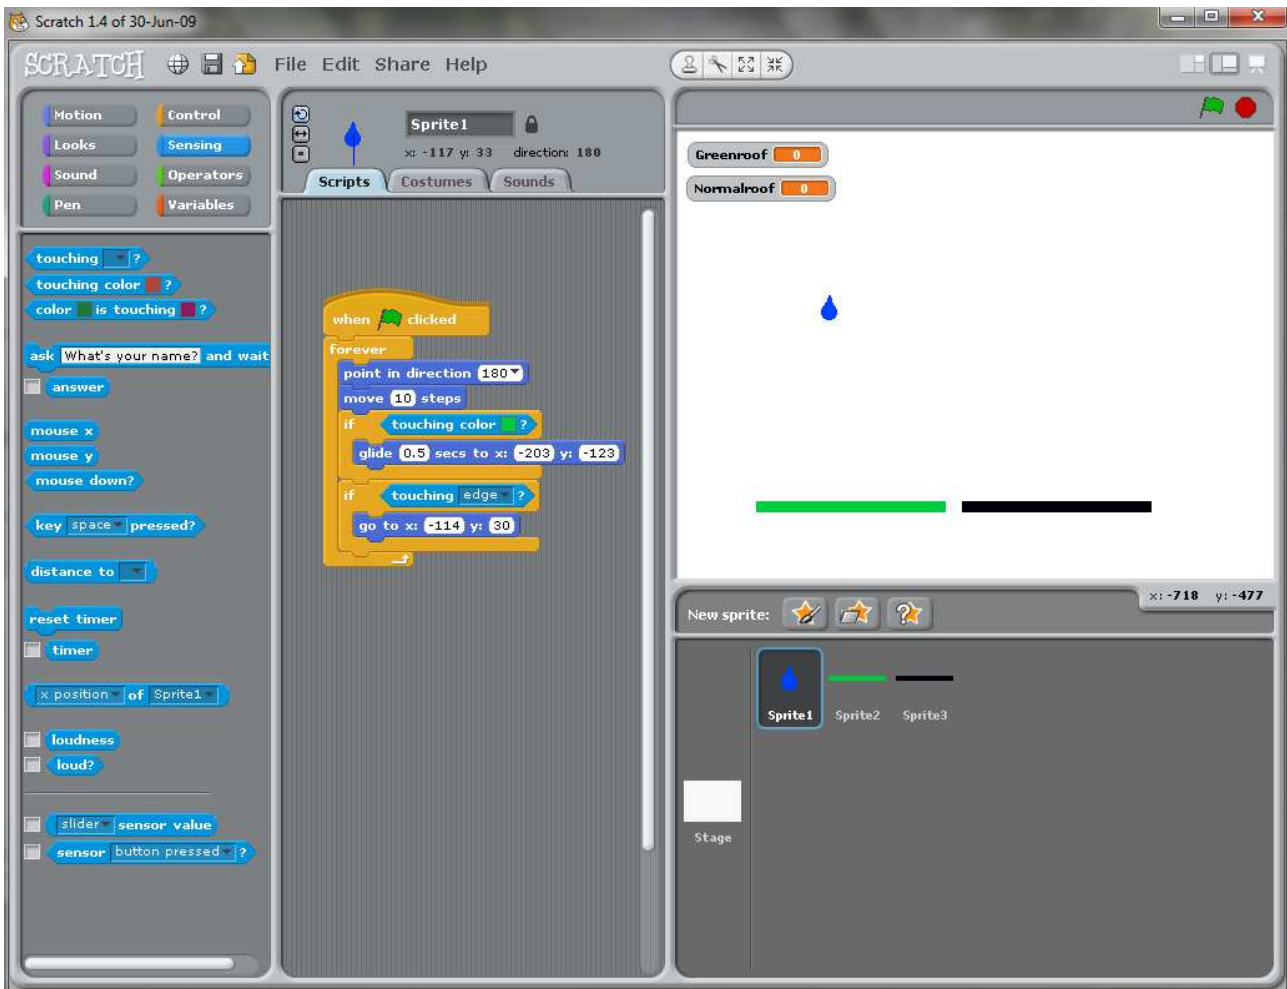 Scratch 1.4 of 30-Jun-09
SCRATCH File Edit Share Help
Motion Control
Looks Sensing
Sound Operators
Pen Variables
touching ?
touching color ?
color is touching ?
ask What's your name? and wait
answer
mouse x
mouse y
mouse down?
key space pressed?
distance to
reset timer
timer
x position of Sprite1
loudness
loud?
slider sensor value
sensor button pressed ?
Sprite1
x: -117 y: 33 direction: 180
Scripts Costumes Sounds
when clicked
forever
point in direction 180
move 10 steps
if touching color ?
glide 0.5 secs to x: -203 y: -123
if touching edge ?
go to x: -114 y: 30
Greenroof 0
Normalroof 0
x: -718 y: -477
New sprite:
Sprite1 Sprite2 Sprite3
Stage